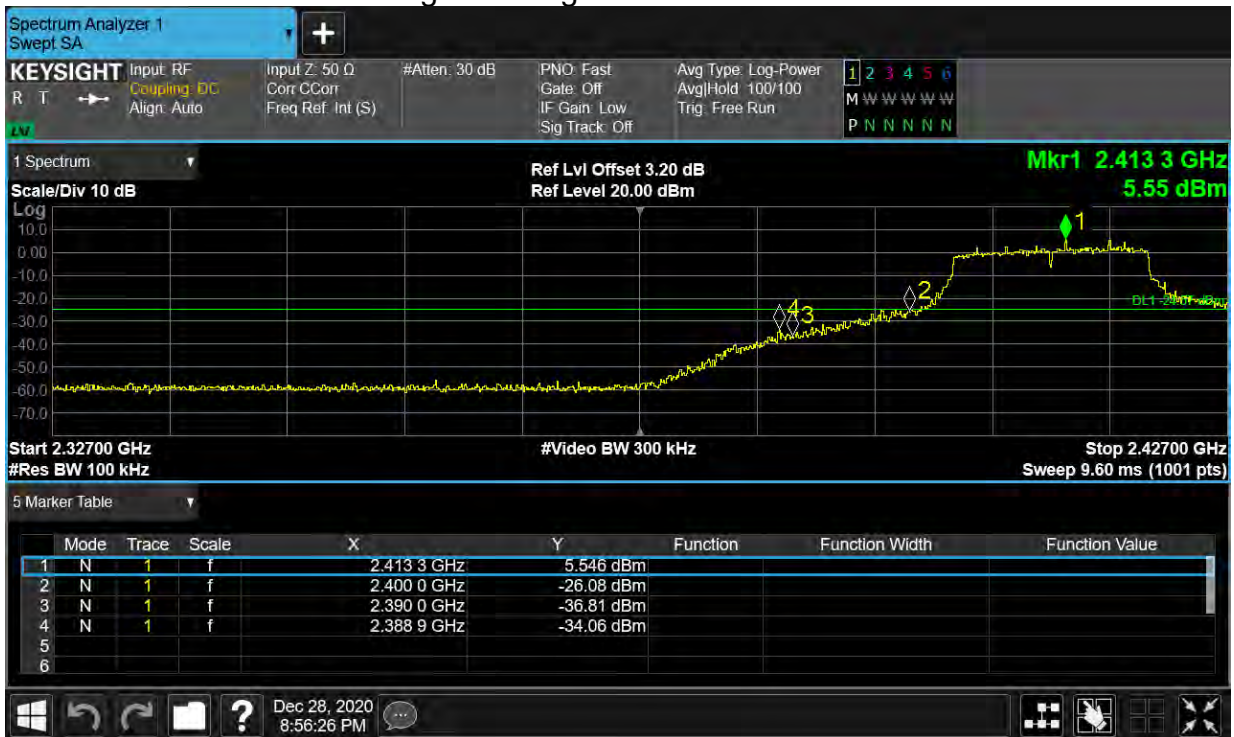 Spectrum Analyzer 1
Swept SA
+
KEYSIGHT Input: RF Input Z: 50 Ω #Atten: 30 dB PNO: Fast Avg Type: Log-Power 1 2 3 4 5 6
R T Coupling: DC Corr CCorr Gate: Off Avg|Hold: 100/100 M W W W W W
Align: Auto Freq Ref: Int (S) IF Gain: Low Trig: Free Run
LXI Sig Track: Off P N N N N N
1 Spectrum Ref Lvl Offset 3.20 dB Mkr1 2.413 3 GHz
Scale/Div 10 dB Ref Level 20.00 dBm 5.55 dBm
Log
10.0 1
0.00
-10.0
-20.0 2
-30.0 4 3
-40.0
-50.0
-60.0
-70.0
Start 2.32700 GHz #Video BW 300 kHz Stop 2.42700 GHz
#Res BW 100 kHz Sweep 9.60 ms (1001 pts)
5 Marker Table
Mode Trace Scale X Y Function Function Width Function Value
1 N 1 f 2.413 3 GHz 5.546 dBm
2 N 1 f 2.400 0 GHz -26.08 dBm
3 N 1 f 2.390 0 GHz -36.81 dBm
4 N 1 f 2.388 9 GHz -34.06 dBm
5
6
? Dec 28, 2020
8:56:26 PM